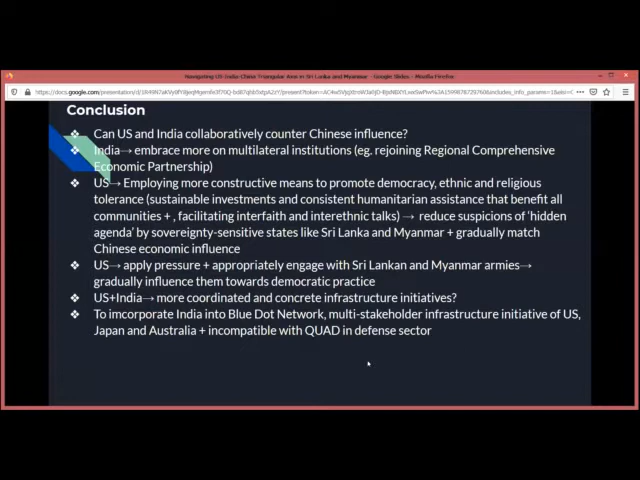 Navigating US-India-China Triangular Axis in Sri Lanka and Myanmar - Google Slides - Mozilla Firefox
Conclusion
❖ Can US and India collaboratively counter Chinese influence?
❖ India→ embrace more on multilateral institutions (eg. rejoining Regional Comprehensive
Economic Partnership)
❖ US→ Employing more constructive means to promote democracy, ethnic and religious
tolerance (sustainable investments and consistent humanitarian assistance that benefit all
communities + , facilitating interfaith and interethnic talks) → reduce suspicions of ‘hidden
agenda’ by sovereignty-sensitive states like Sri Lanka and Myanmar + gradually match
Chinese economic influence
❖ US→ apply pressure + appropriately engage with Sri Lankan and Myanmar armies→
gradually influence them towards democratic practice
❖ US+India→ more coordinated and concrete infrastructure initiatives?
❖ To imcorporate India into Blue Dot Network, multi-stakeholder infrastructure initiative of US,
Japan and Australia + incompatible with QUAD in defense sector